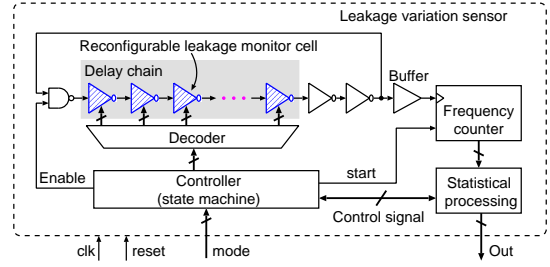 Leakage variation sensor
Reconfigurable leakage monitor cell
Delay chain
Buffer
Frequency
counter
Decoder
Enable
start
Controller
(state machine)
Statistical
processing
Control signal
clk
reset
mode
Out